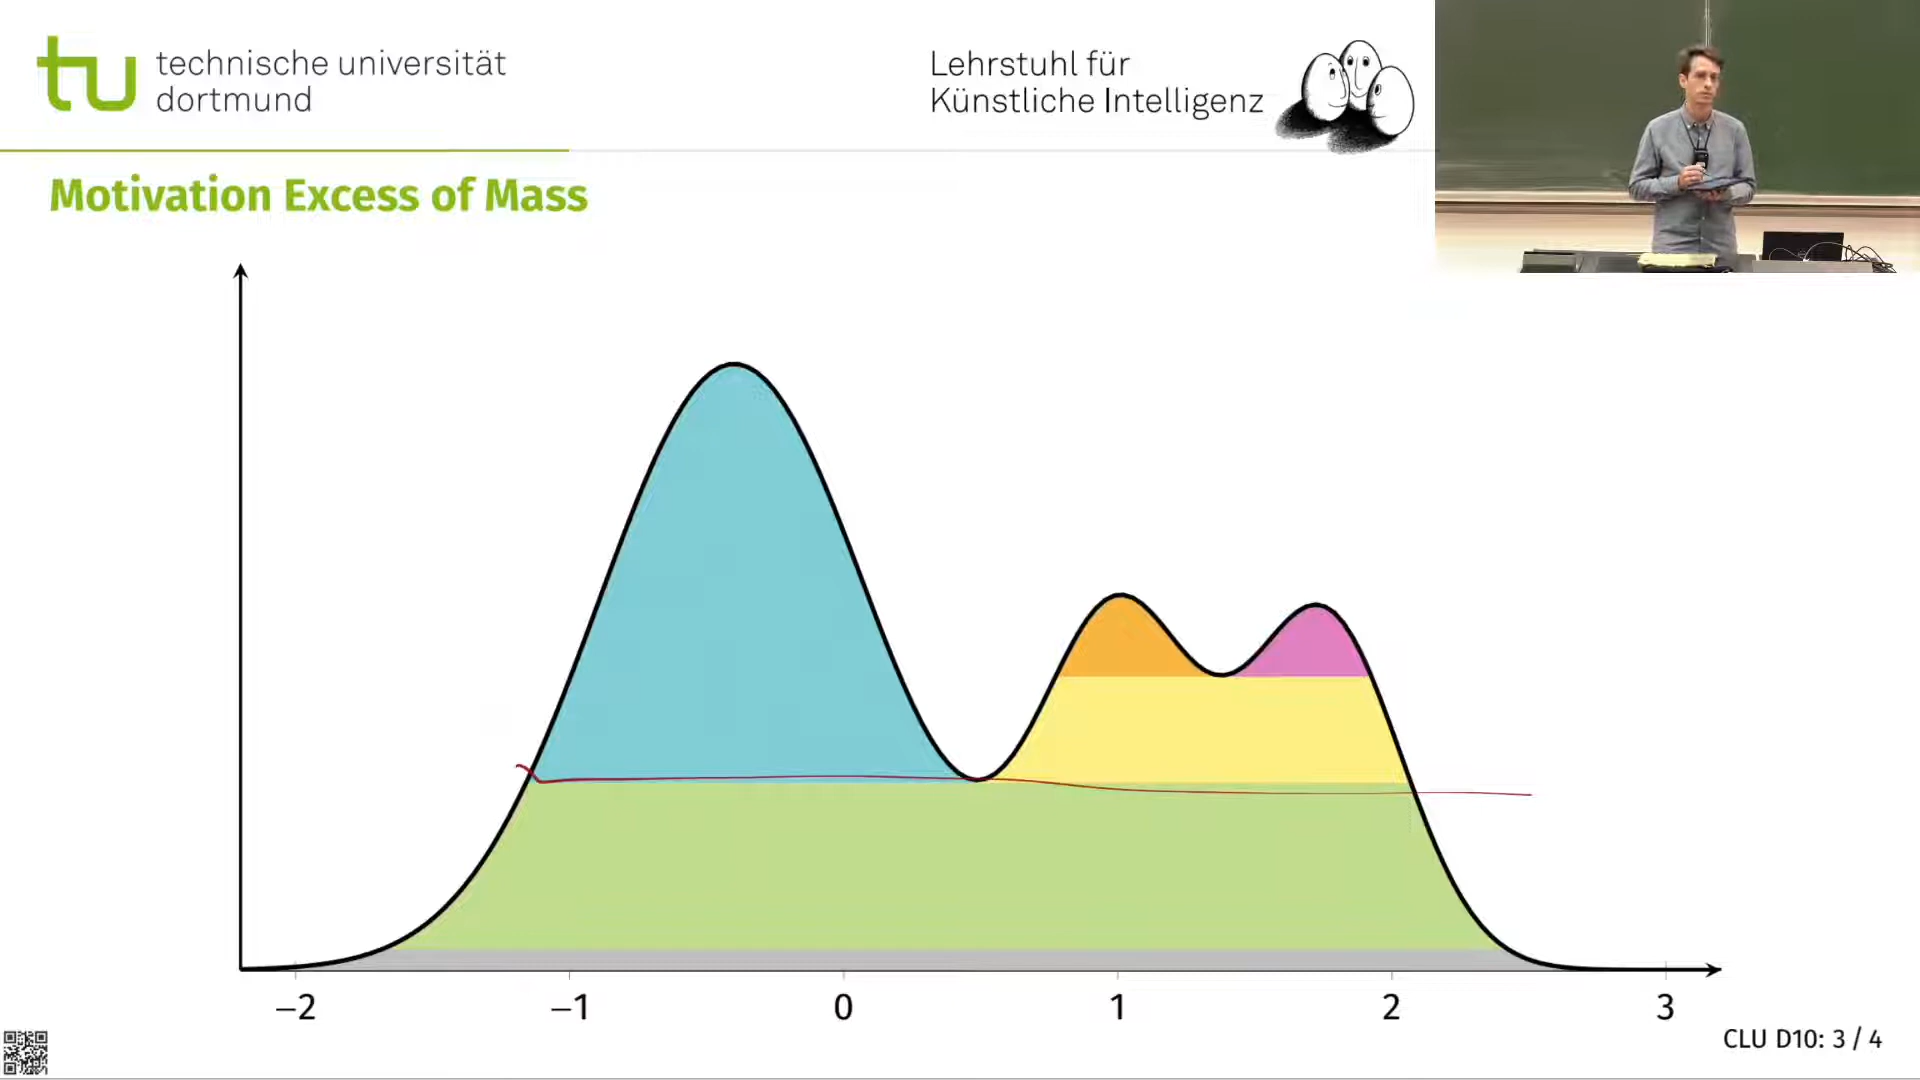 technische universität
dortmund
Lehrstuhl für
Künstliche Intelligenz
Motivation Excess of Mass
−2 −1 0 1 2 3
CLU D10: 3 / 4